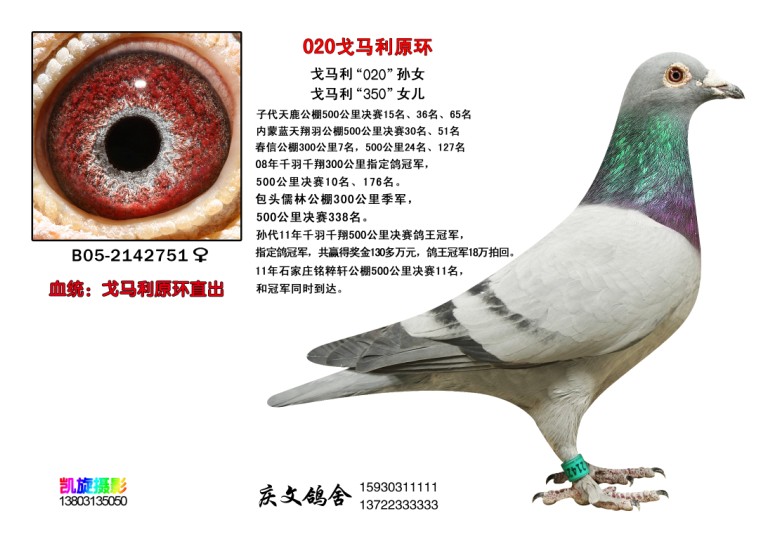 020戈马利原环
戈马利“020”孙女
戈马利“350”女儿
子代天鹿公棚500公里决赛15名、36名、65名
内蒙蓝天翔羽公棚500公里决赛30名、51名
春信公棚300公里7名，500公里24名、127名
08年千羽千翔300公里指定鸽冠军，
500公里决赛10名、176名。
包头儒林公棚300公里季军，
500公里决赛338名。
孙代11年千羽千翔500公里决赛鸽王冠军，
指定鸽冠军，共赢得奖金130多万元，鸽王冠军18万拍回。
11年石家庄铭粹轩公棚500公里决赛11名，
和冠军同时到达。
B05-2142751♀
血统：戈马利原环直出
凯旋摄影
13803135050
庆文鸽舍
15930311111
13722333333
2142